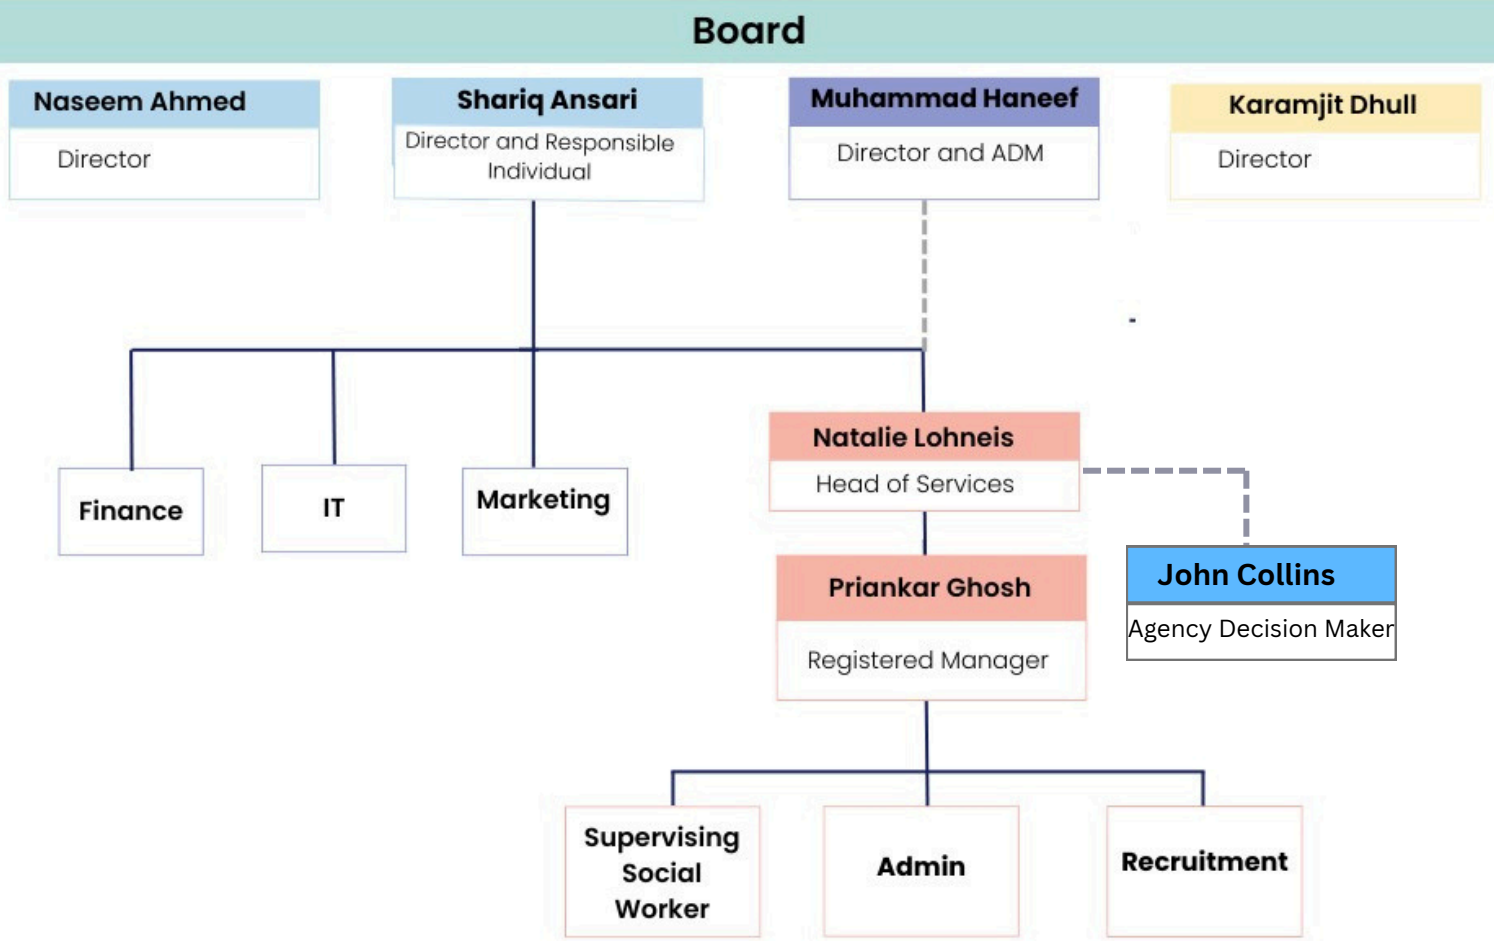 Board
Naseem Ahmed
Director
Shariq Ansari
Director and Responsible
Individual
Muhammad Haneef
Director and ADM
Karamjit Dhull
Director
Finance
IT
Marketing
Natalie Lohneis
Head of Services
Priankar Ghosh
Registered Manager
John Collins
Agency Decision Maker
Supervising
Social
Worker
Admin
Recruitment